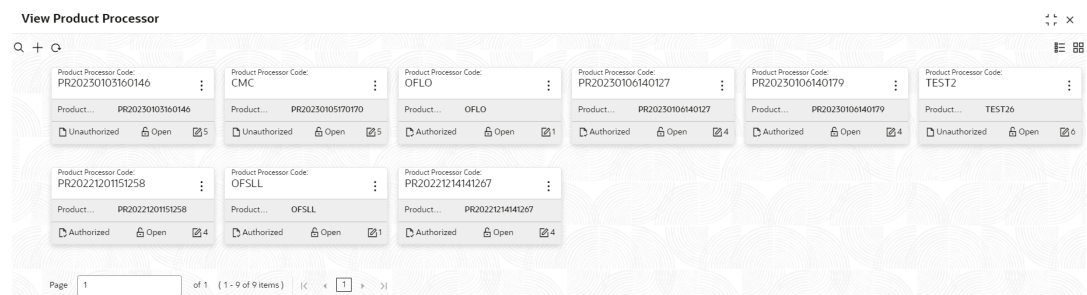 View Product Processor
Product Processor Code:
PR20230103160146
Product... PR20230103160146
Unauthorized Open 5
Product Processor Code:
CMC
Product... PR20230105170170
Unauthorized Open 5
Product Processor Code:
OFLO
Product... OFLO
Authorized Open 1
Product Processor Code:
PR20230106140127
Product... PR20230106140127
Authorized Open 4
Product Processor Code:
PR20230106140179
Product... PR20230106140179
Authorized Open 4
Product Processor Code:
TEST2
Product... TEST26
Unauthorized Open 6
Product Processor Code:
PR20221201151258
Product... PR20221201151258
Authorized Open 4
Product Processor Code:
OFSLL
Product... OFSLL
Authorized Open 1
Product Processor Code:
PR20221214141267
Product... PR20221214141267
Authorized Open 4
Page 1 of 1 (1 - 9 of 9 items) 1